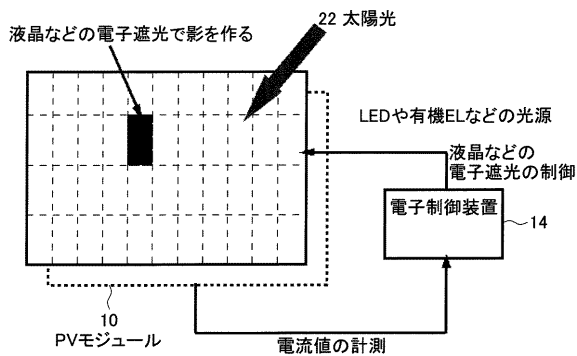 液晶などの電子遮光で影を作る
22 太陽光
LEDや有機ELなどの光源
液晶などの
電子遮光の制御
電子制御装置
14
10
PVモジュール
電流値の計測